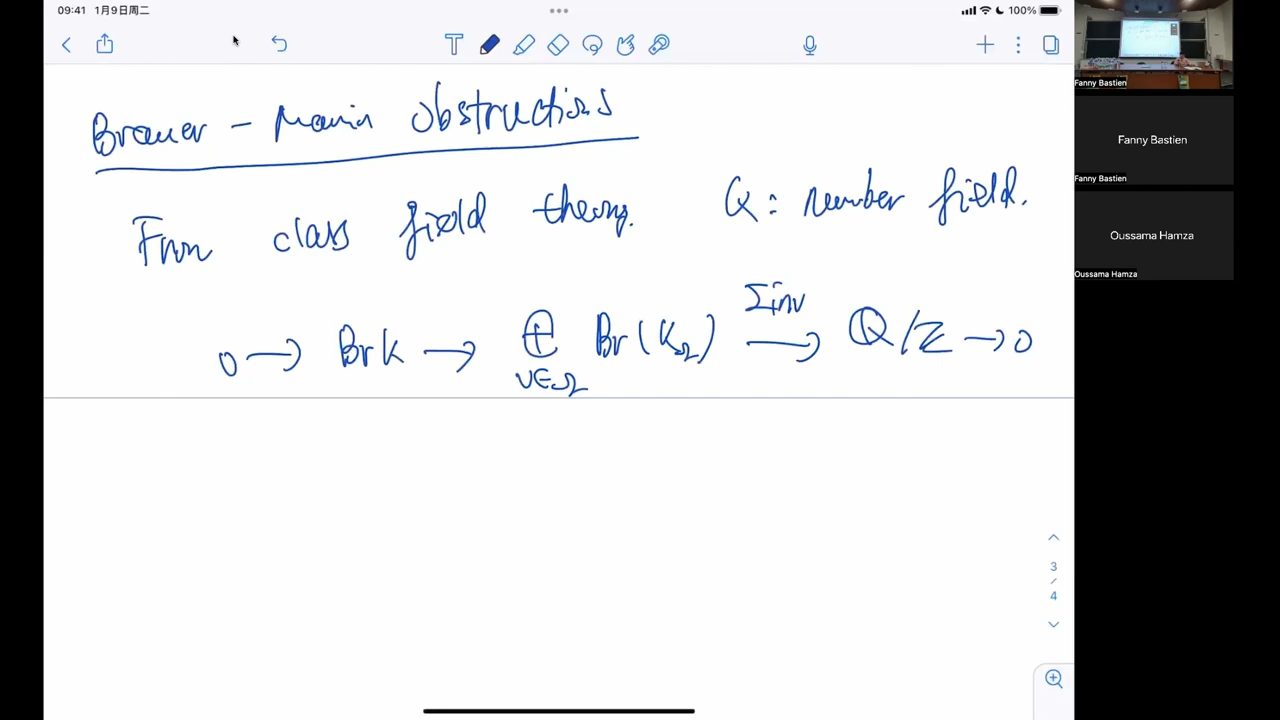 09:41 1月9日周二
100%
Fanny Bastien
Brauer - Manin obstructions
Fanny Bastien
Fanny Bastien
From class field theory. K: number field.
Oussama Hamza
Oussama Hamza
Σinv
0 → Br K → ⊕ Br(K_Ω) → ℚ/ℤ → 0
v∈Ω
3
/
4